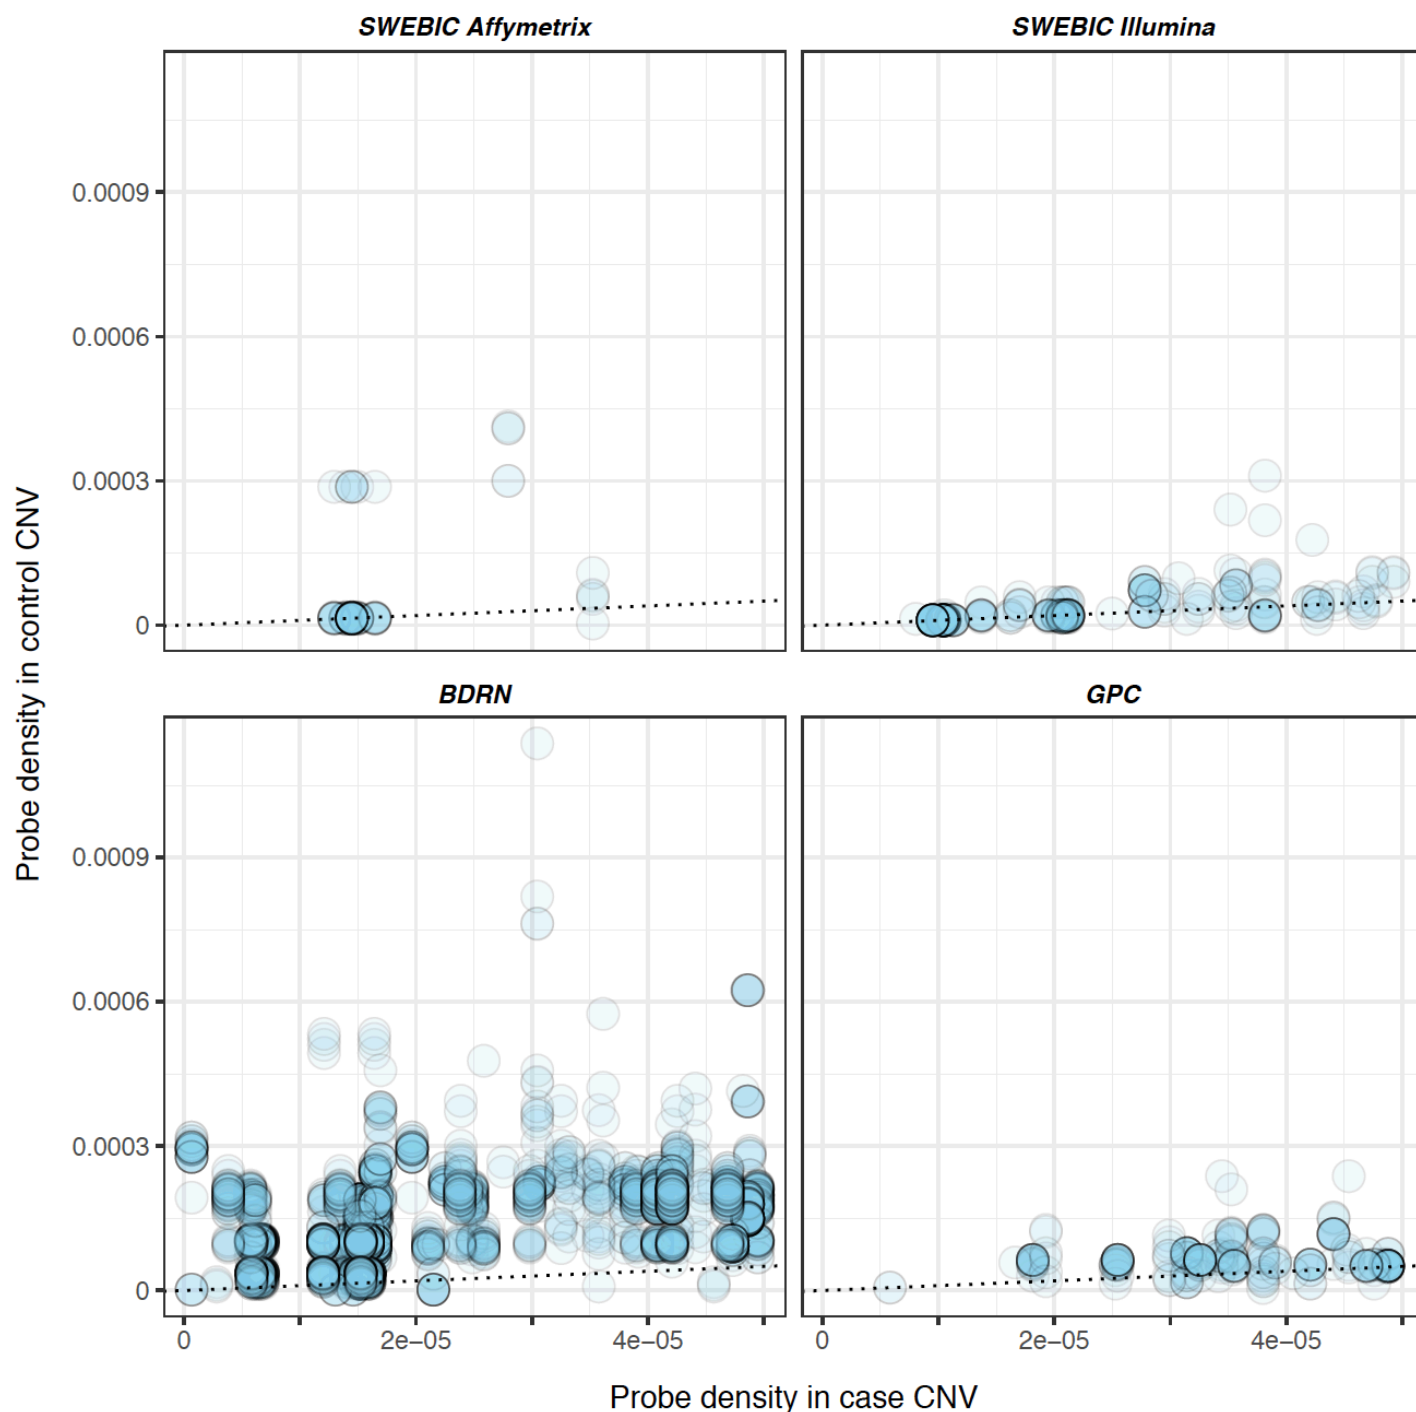 SWEBIC Affymetrix
SWEBIC Illumina
0.0009
0.0006
0.0003
0
Probe density in control CNV
BDRN
GPC
0.0009
0.0006
0.0003
0
0 2e−05 4e−05
0 2e−05 4e−05
Probe density in case CNV